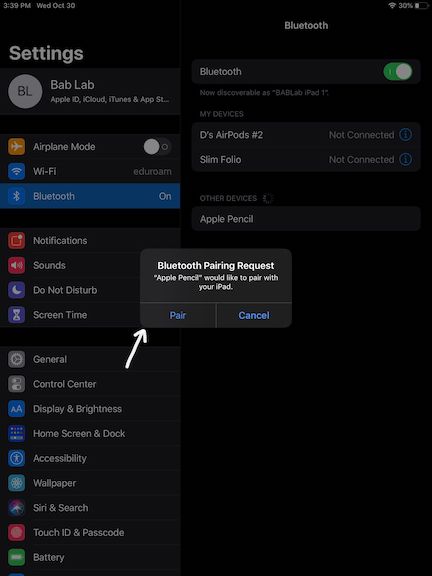 3:39 PM Wed Oct 30
30%
Settings
BL
Bab Lab
Apple ID, iCloud, iTunes & App St...
Airplane Mode
Wi-Fi eduroam
Bluetooth On
Notifications
Sounds
Do Not Disturb
Screen Time
General
Control Center
AA Display & Brightness
Home Screen & Dock
Accessibility
Wallpaper
Siri & Search
Touch ID & Passcode
Battery
Bluetooth
Bluetooth
Now discoverable as “BABLab iPad 1”.
MY DEVICES
D's AirPods #2 Not Connected
Slim Folio Not Connected
OTHER DEVICES
Apple Pencil
Bluetooth Pairing Request
“Apple Pencil” would like to pair with
your iPad.
Pair Cancel